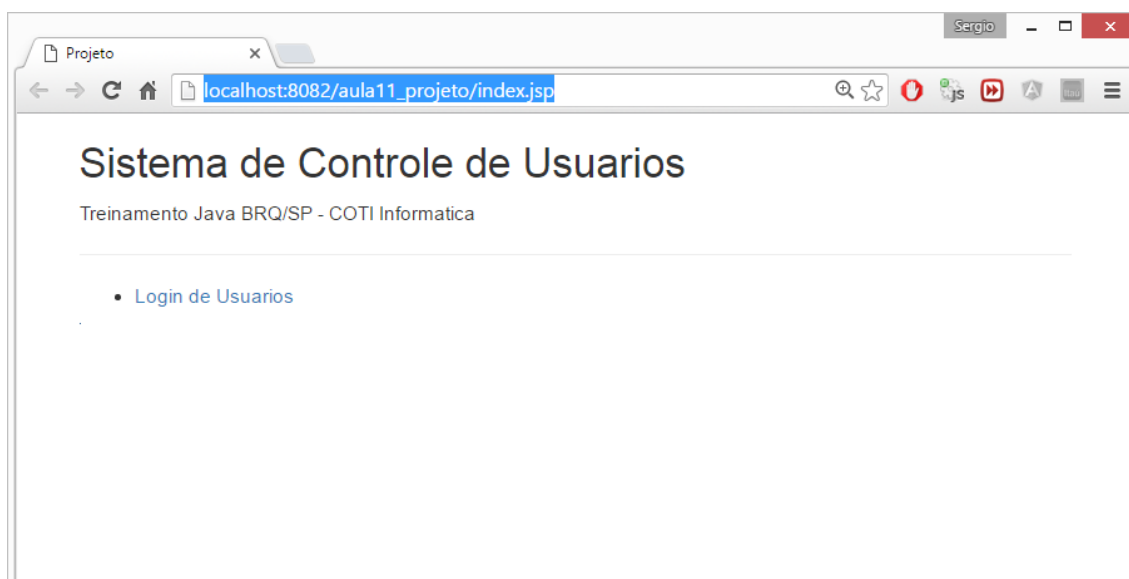 Sergio
Projeto
localhost:8082/aula11_projeto/index.jsp
js
Sistema de Controle de Usuarios
Treinamento Java BRQ/SP - COTI Informatica
Login de Usuarios